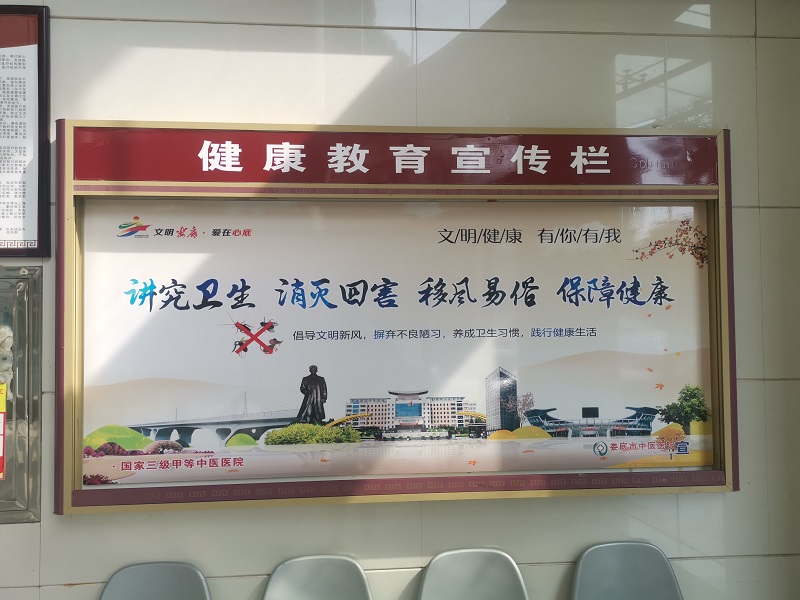 健康教育宣传栏
文明娄底·爱在心底
文/明/健/康 有/你/有/我
讲究卫生 消灭四害 移风易俗 保障健康
倡导文明新风，摒弃不良陋习，养成卫生习惯，践行健康生活
·国家三级甲等中医医院
娄底市中医医院 宣